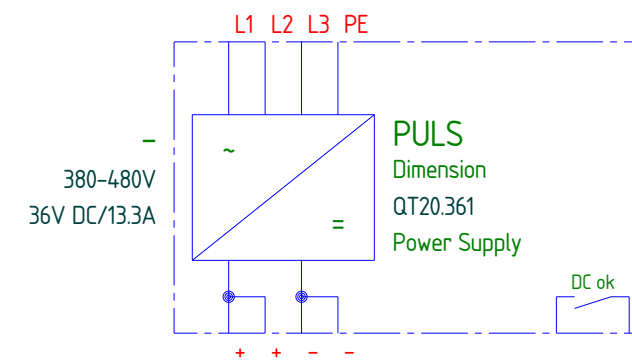 L1 L2 L3 PE
-
380-480V
36V DC/13.3A
~
=
PULS
Dimension
QT20.361
Power Supply
DC ok
+ + - -